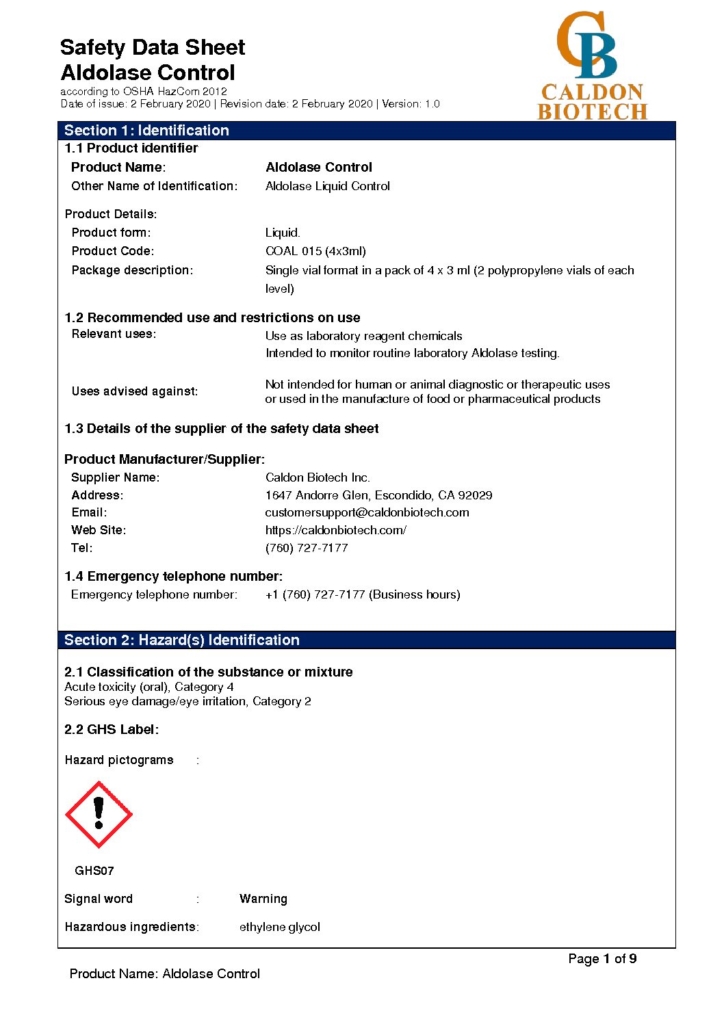 Safety Data Sheet
Aldolase Control
according to OSHA HazCom 2012
Date of issue: 2 February 2020 | Revision date: 2 February 2020 | Version: 1.0
CB
CALDON
BIOTECH
Section 1: Identification
1.1 Product identifier
Product Name: Aldolase Control
Other Name of Identification: Aldolase Liquid Control
Product Details:
Product form: Liquid.
Product Code: COAL 015 (4x3ml)
Package description: Single vial format in a pack of 4 x 3 ml (2 polypropylene vials of each
level)
1.2 Recommended use and restrictions on use
Relevant uses: Use as laboratory reagent chemicals
Intended to monitor routine laboratory Aldolase testing.
Uses advised against: Not intended for human or animal diagnostic or therapeutic uses
or used in the manufacture of food or pharmaceutical products
1.3 Details of the supplier of the safety data sheet
Product Manufacturer/Supplier:
Supplier Name: Caldon Biotech Inc.
Address: 1647 Andorre Glen, Escondido, CA 92029
Email: customersupport@caldonbiotech.com
Web Site: https://caldonbiotech.com/
Tel: (760) 727-7177
1.4 Emergency telephone number:
Emergency telephone number: +1 (760) 727-7177 (Business hours)
Section 2: Hazard(s) Identification
2.1 Classification of the substance or mixture
Acute toxicity (oral), Category 4
Serious eye damage/eye irritation, Category 2
2.2 GHS Label:
Hazard pictograms :
GHS07
Signal word : Warning
Hazardous ingredients: ethylene glycol
Page 1 of 9
Product Name: Aldolase Control